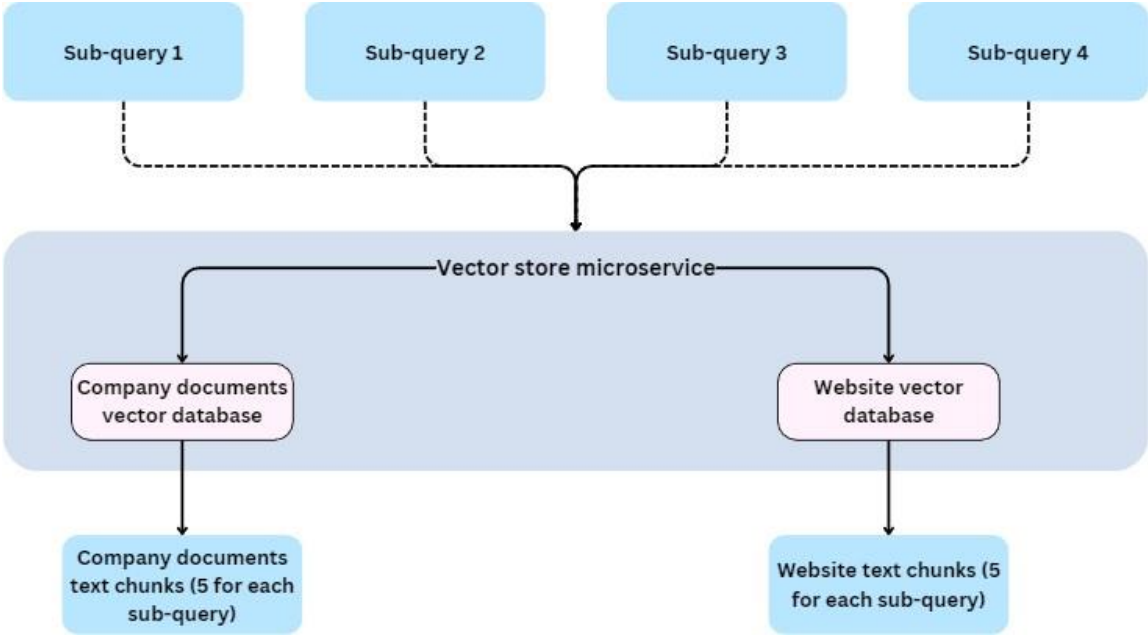 Sub-query 1
Sub-query 2
Sub-query 3
Sub-query 4
Vector store microservice
Company documents
vector database
Website vector
database
Company documents
text chunks (5 for each
sub-query)
Website text chunks (5
for each sub-query)